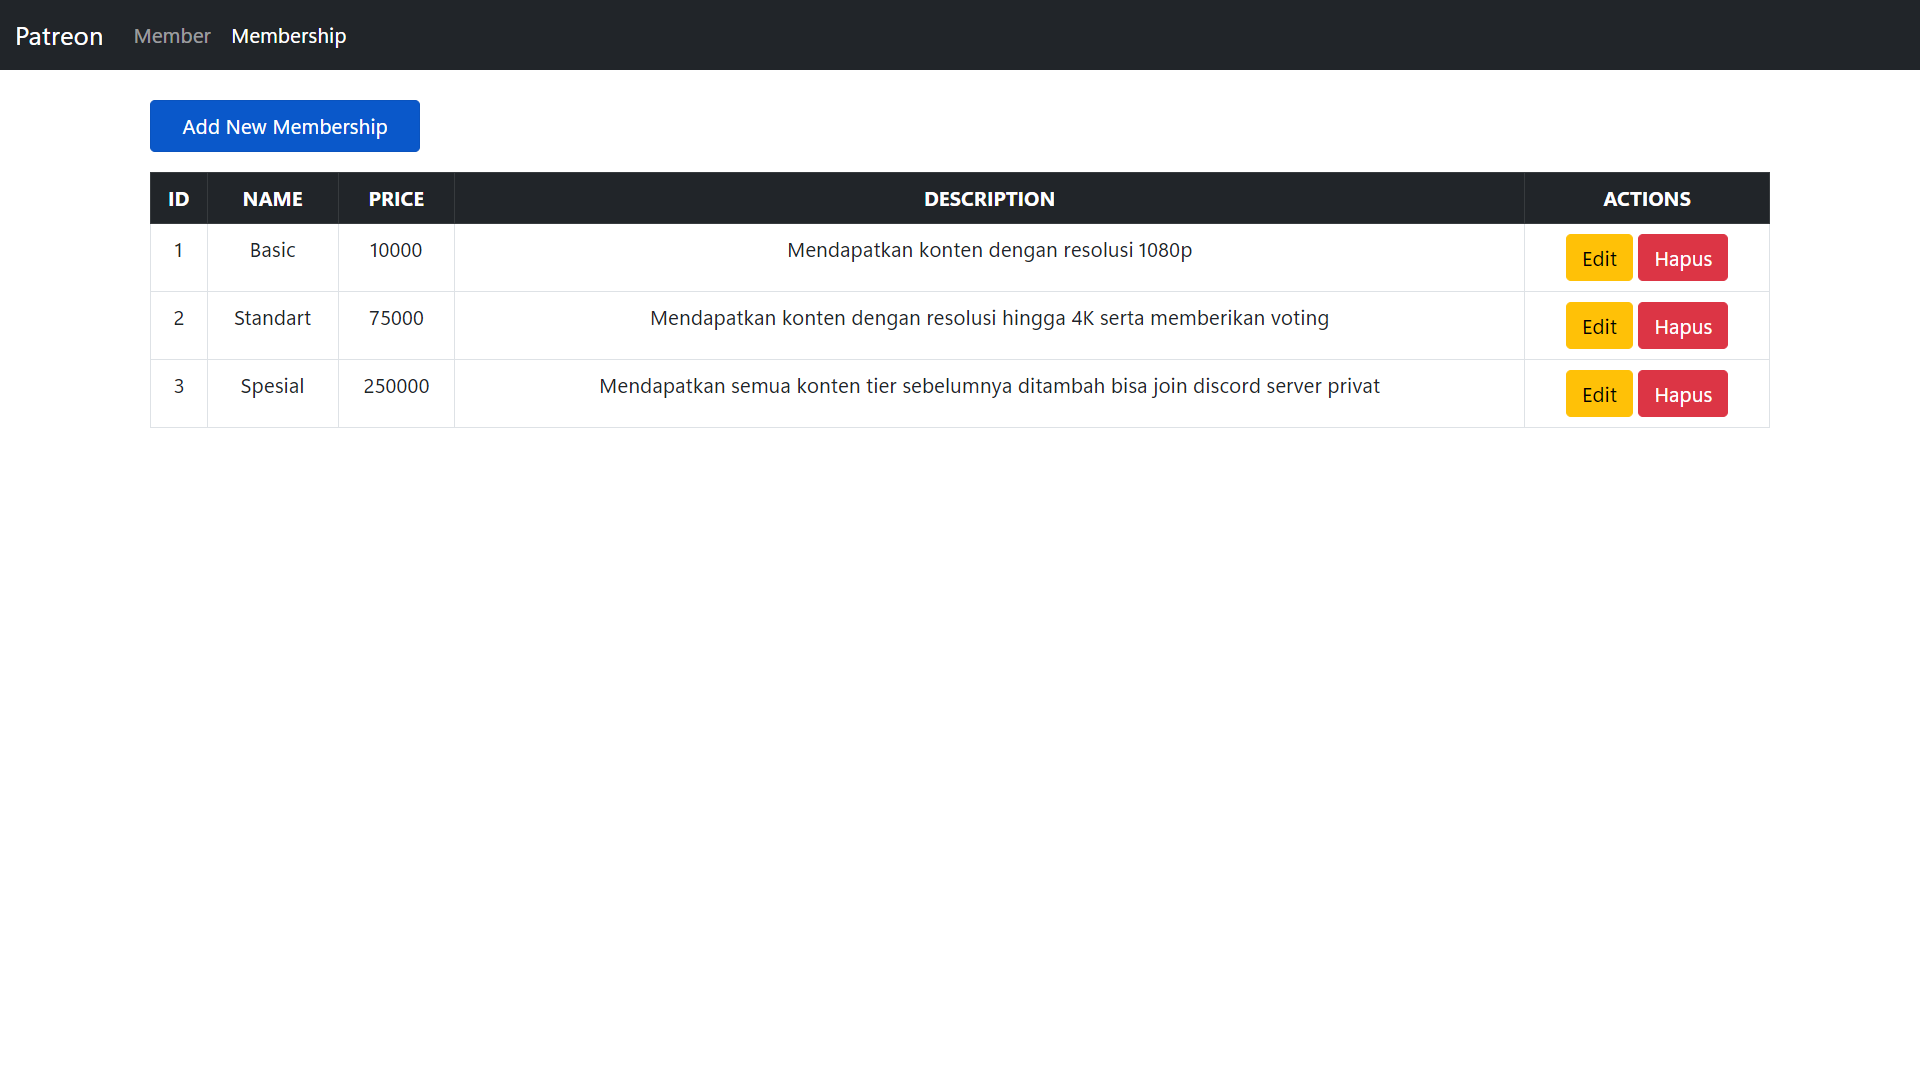 Patreon Member Membership
Add New Membership
ID NAME PRICE DESCRIPTION ACTIONS
1 Basic 10000 Mendapatkan konten dengan resolusi 1080p Edit Hapus
2 Standart 75000 Mendapatkan konten dengan resolusi hingga 4K serta memberikan voting Edit Hapus
3 Spesial 250000 Mendapatkan semua konten tier sebelumnya ditambah bisa join discord server privat Edit Hapus